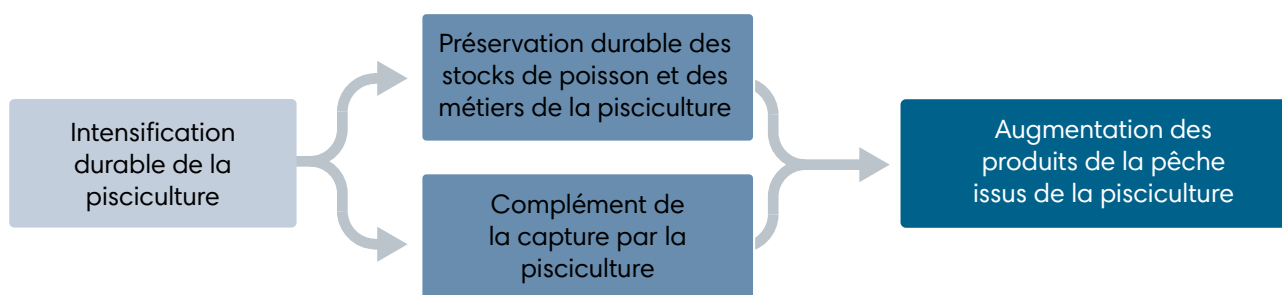 Intensification
durable de la
pisciculture
Préservation durable des
stocks de poisson et des
métiers de la pisciculture
Complément de
la capture par la
pisciculture
Augmentation des
produits de la pêche
issus de la pisciculture